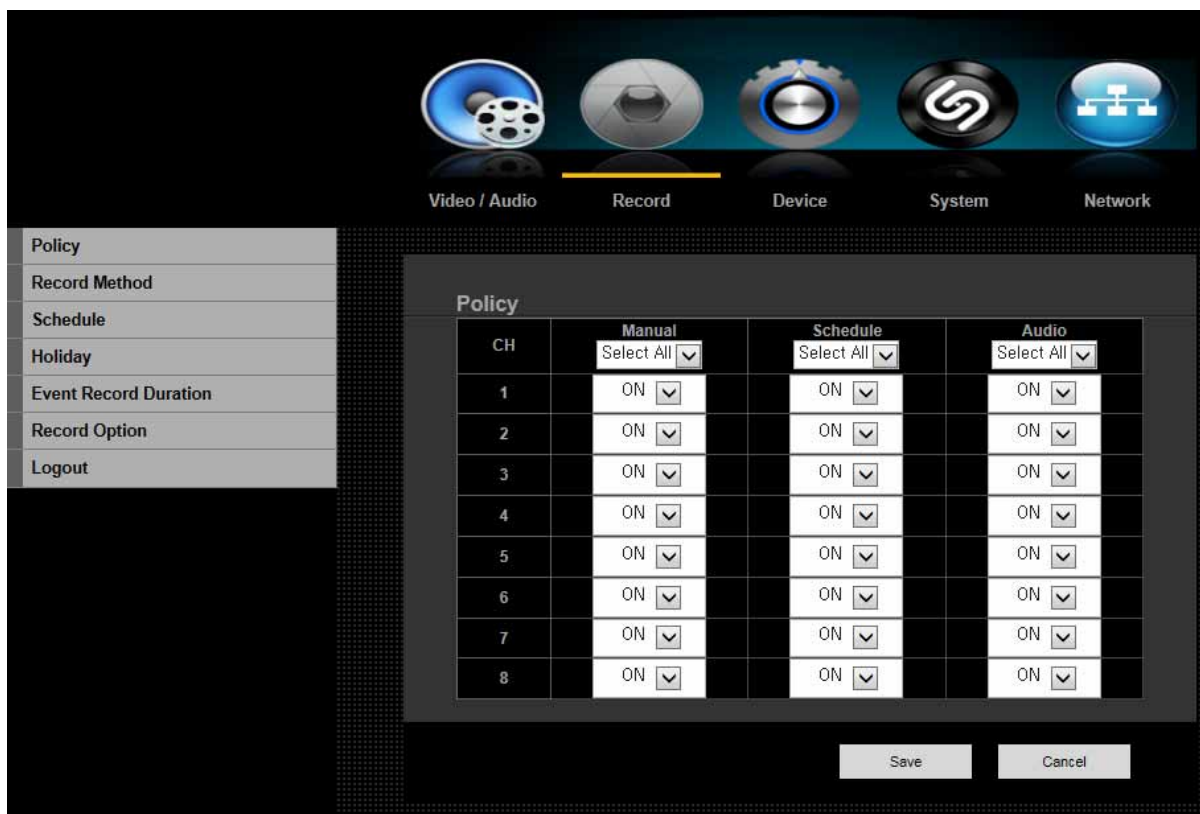 Video / Audio Record Device System Network
Policy
Record Method
Schedule
Holiday
Event Record Duration
Record Option
Logout
Policy
CH Manual Schedule Audio
Select All Select All Select All
1 ON ON ON
2 ON ON ON
3 ON ON ON
4 ON ON ON
5 ON ON ON
6 ON ON ON
7 ON ON ON
8 ON ON ON
Save Cancel